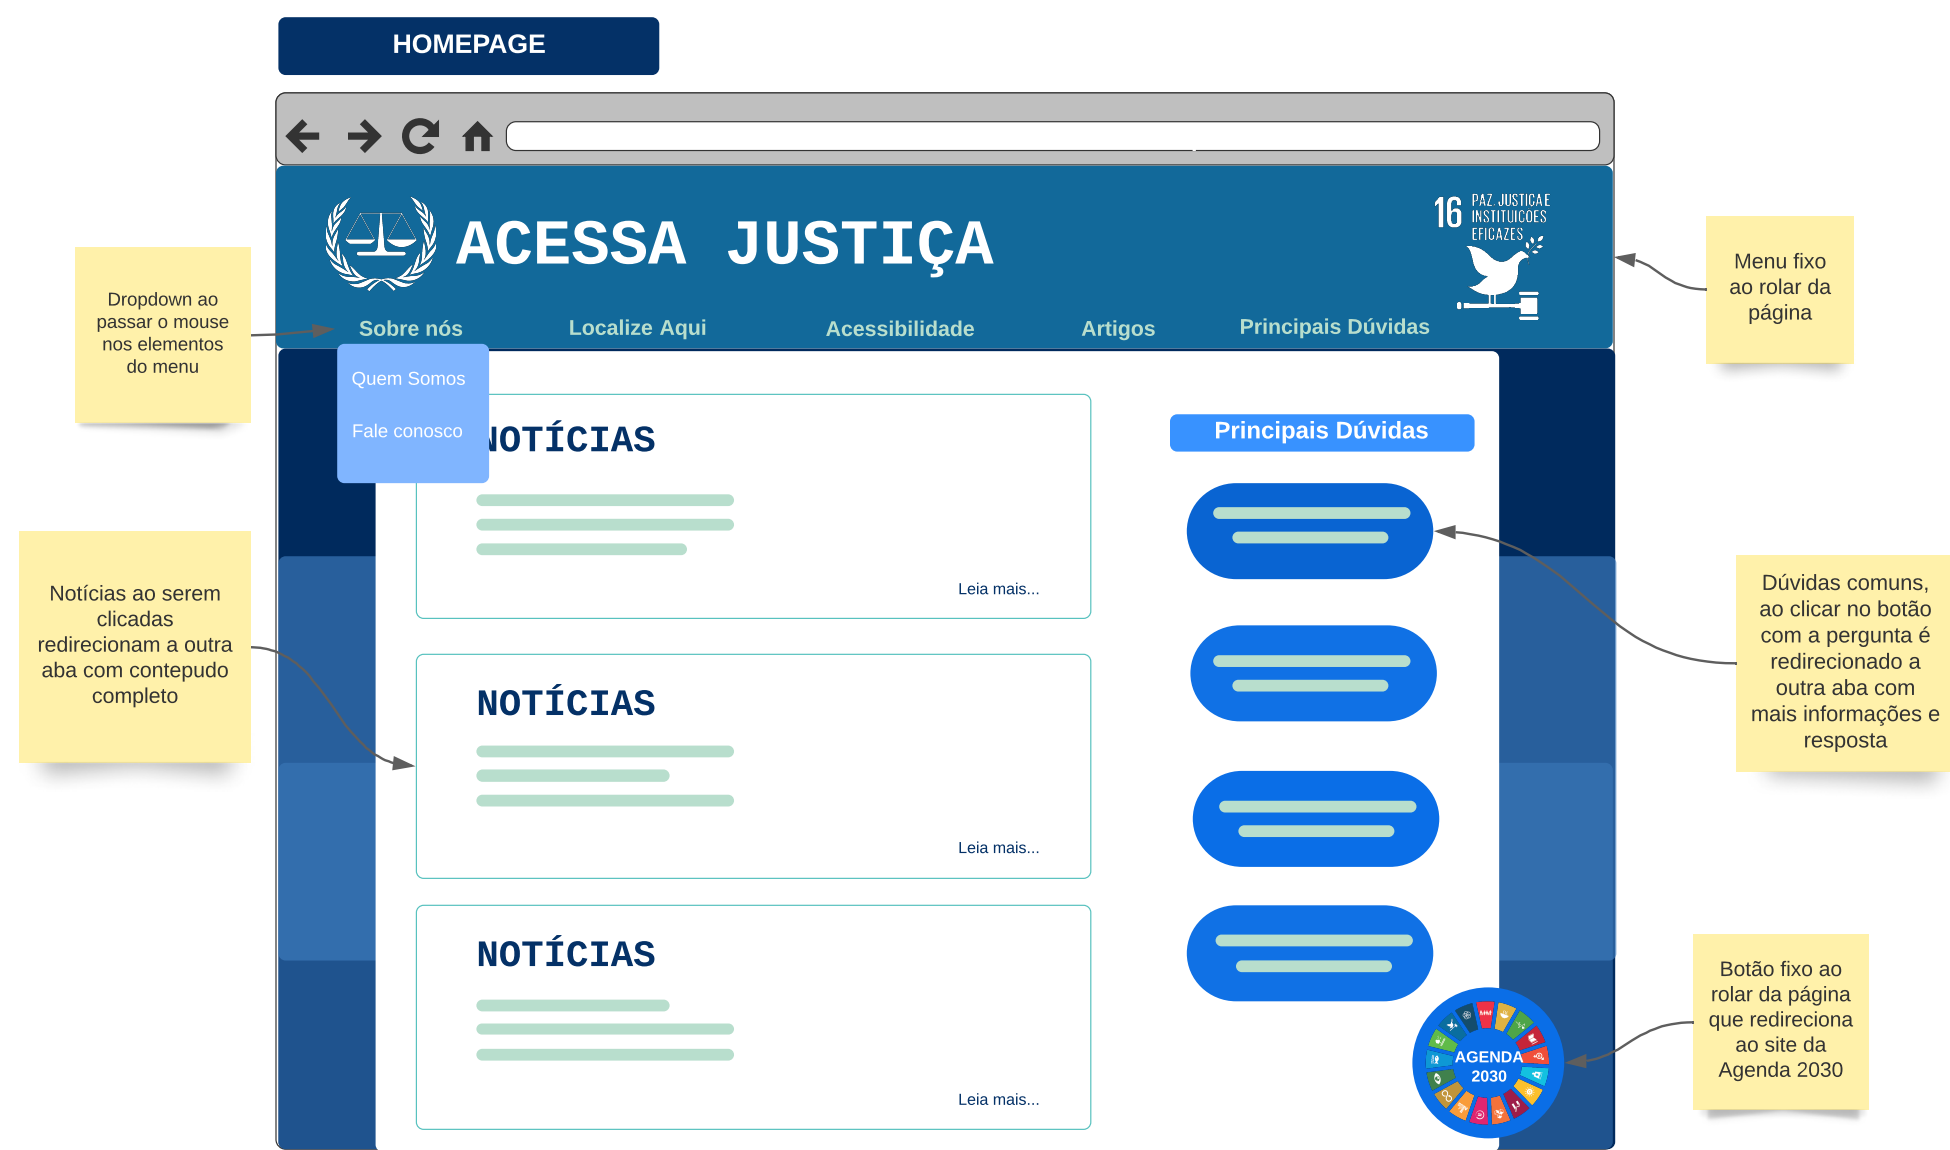 HOMEPAGE
ACESSA JUSTIÇA
16 PAZ, JUSTIÇA E
INSTITUIÇÕES
EFICAZES
Sobre nós
Localize Aqui
Acessibilidade
Artigos
Principais Dúvidas
Quem Somos
Fale conosco
Dropdown ao
passar o mouse
nos elementos
do menu
Menu fixo
ao rolar da
página
NOTÍCIAS
Leia mais...
Principais Dúvidas
Notícias ao serem
clicadas
redirecionam a outra
aba com contepudo
completo
NOTÍCIAS
Leia mais...
Dúvidas comuns,
ao clicar no botão
com a pergunta é
redirecionado a
outra aba com
mais informações e
resposta
NOTÍCIAS
Leia mais...
AGENDA
2030
Botão fixo ao
rolar da página
que redireciona
ao site da
Agenda 2030